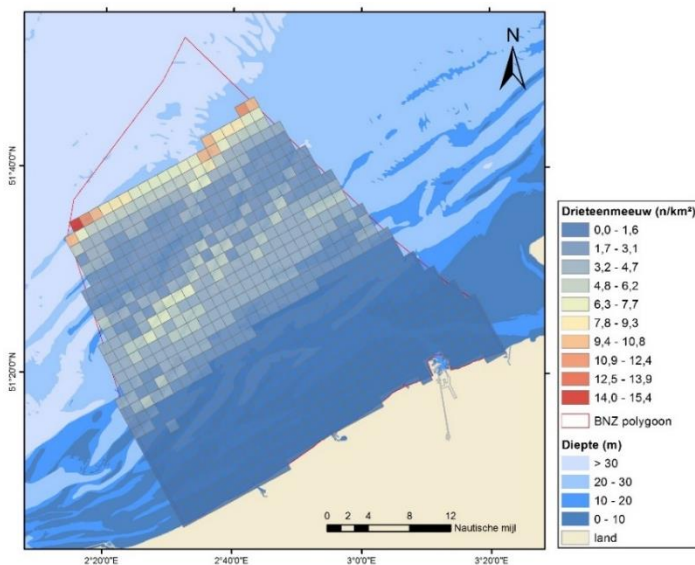 N
51°40'0"N
51°20'0"N
2°20'0"E
2°40'0"E
3°0'0"E
3°20'0"E
0 2 4 8 12
Nautische mijl
Drieteenmeeuw (n/km²)
0,0 - 1,6
1,7 - 3,1
3,2 - 4,7
4,8 - 6,2
6,3 - 7,7
7,8 - 9,3
9,4 - 10,8
10,9 - 12,4
12,5 - 13,9
14,0 - 15,4
BNZ polygoon
Diepte (m)
> 30
20 - 30
10 - 20
0 - 10
land